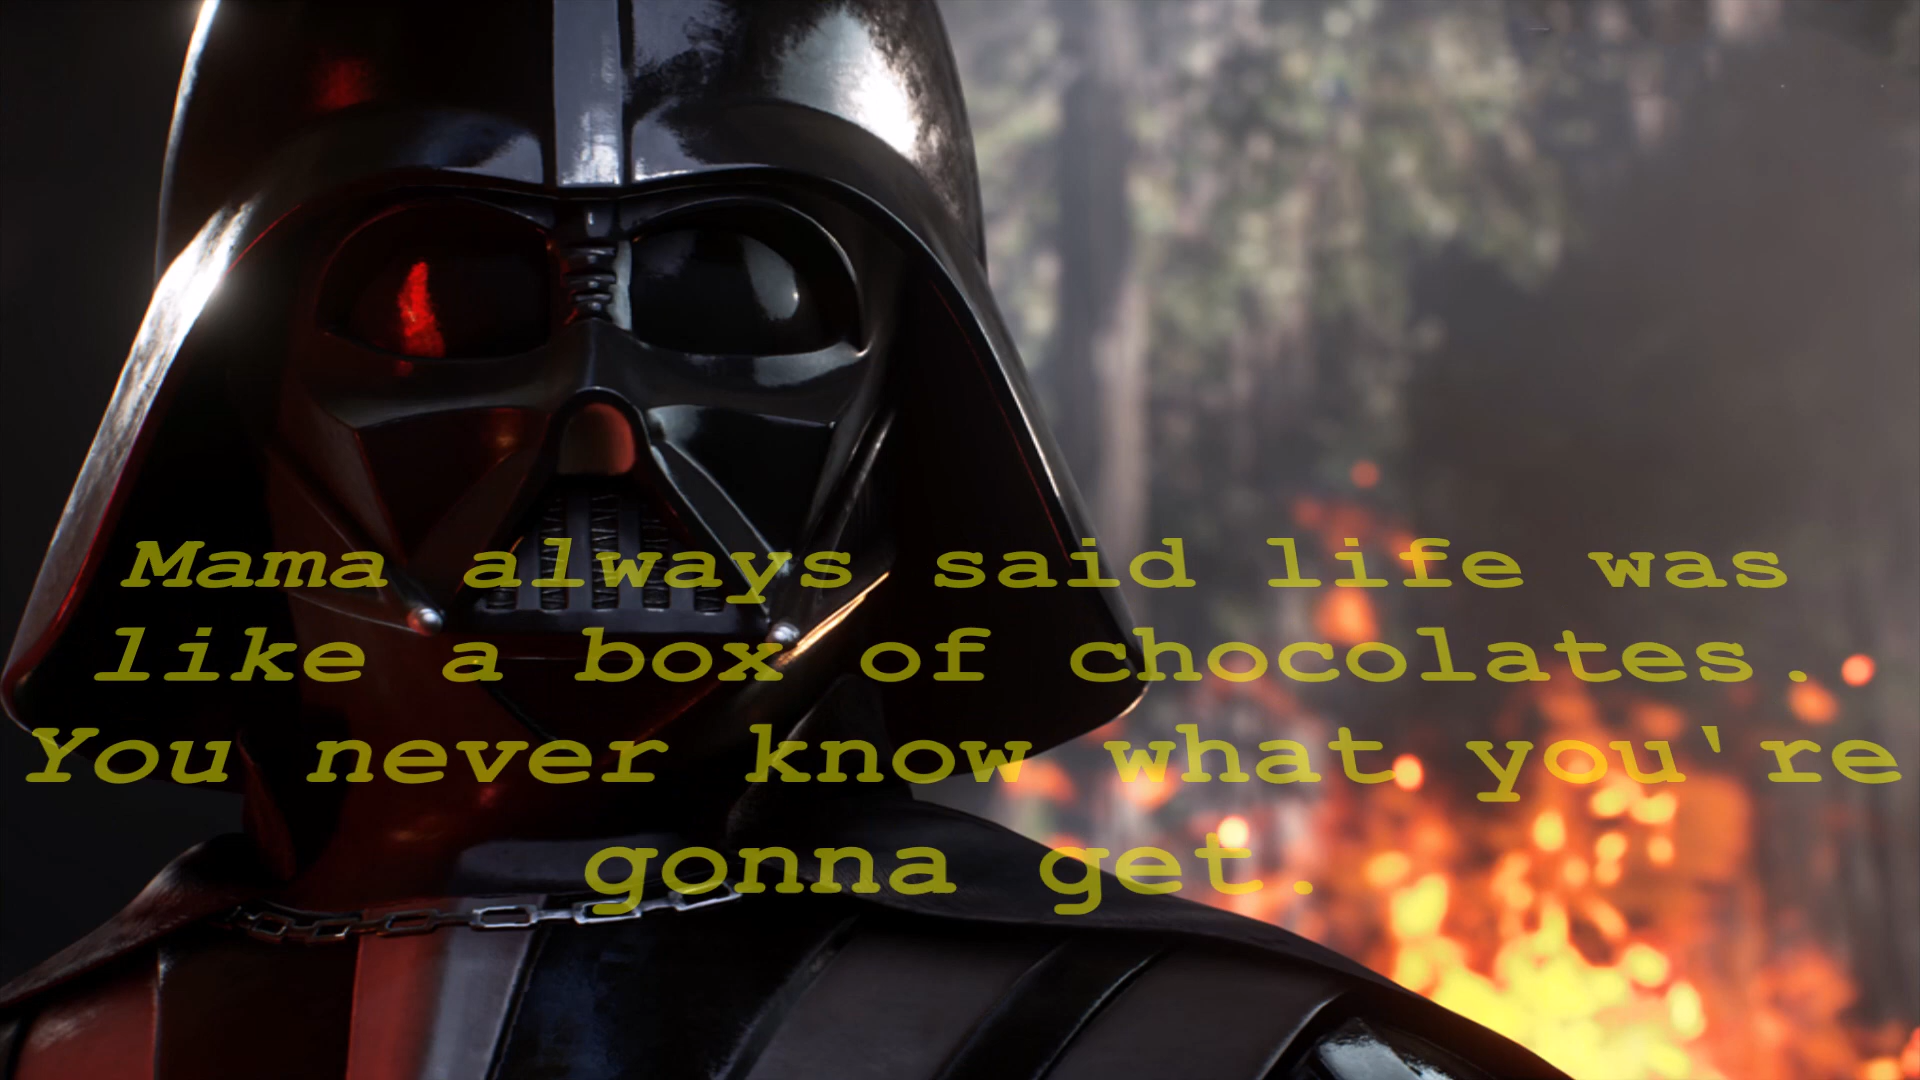 Mama always said life was
like a box of chocolates.
You never know what you're
gonna get.